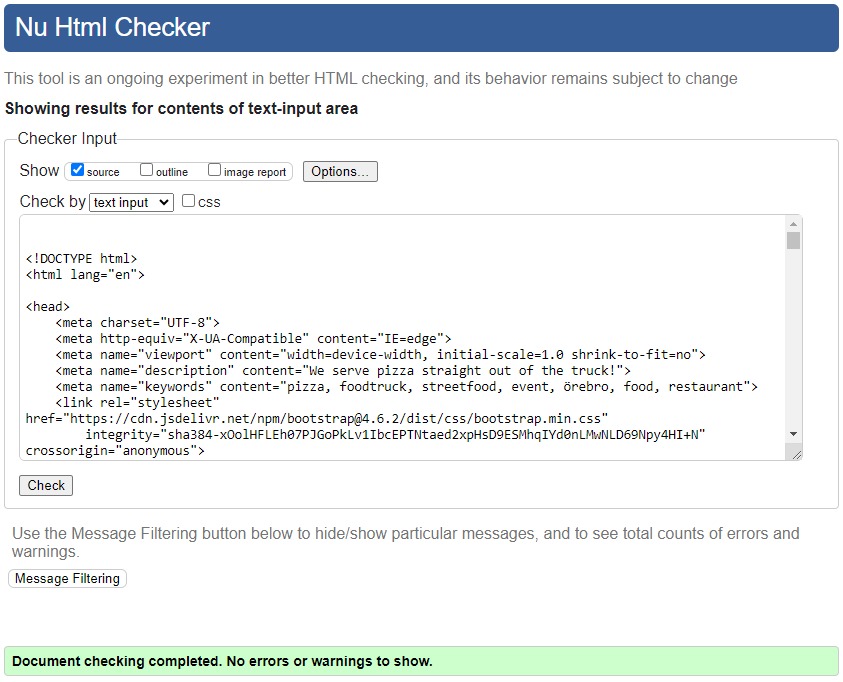 Nu Html Checker
This tool is an ongoing experiment in better HTML checking, and its behavior remains subject to change
Showing results for contents of text-input area
Checker Input
Show source outline image report Options...
Check by text input css
<!DOCTYPE html>
<html lang="en">
<head>
    <meta charset="UTF-8">
    <meta http-equiv="X-UA-Compatible" content="IE=edge">
    <meta name="viewport" content="width=device-width, initial-scale=1.0 shrink-to-fit=no">
    <meta name="description" content="We serve pizza straight out of the truck!">
    <meta name="keywords" content="pizza, foodtruck, streetfood, event, örebro, food, restaurant">
    <link rel="stylesheet"
href="https://cdn.jsdelivr.net/npm/bootstrap@4.6.2/dist/css/bootstrap.min.css"
        integrity="sha384-xOolHFLEh07PJGoPkLv1IbcEPTNtaed2xpHsD9ESMhqIYd0nLMwNLD69Npy4HI+N"
crossorigin="anonymous">
Check
Use the Message Filtering button below to hide/show particular messages, and to see total counts of errors and
warnings.
Message Filtering
Document checking completed. No errors or warnings to show.